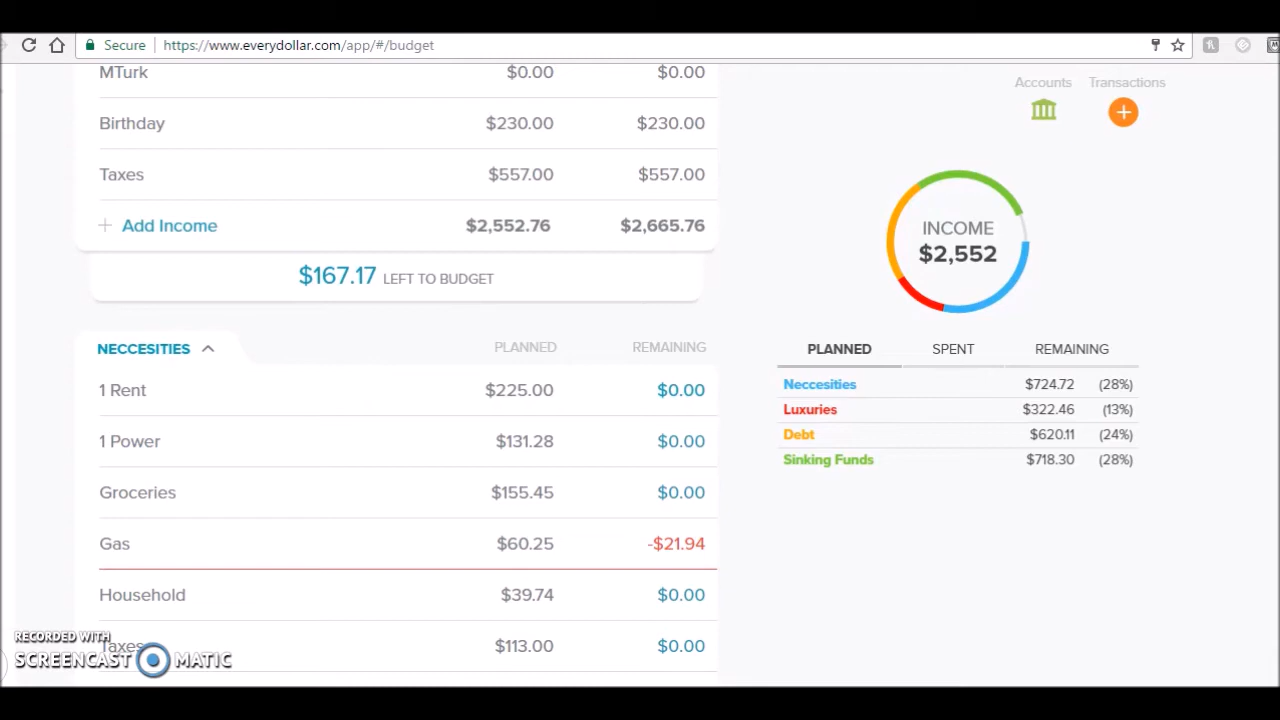 Secure https://www.everydollar.com/app/#/budget
MTurk $0.00 $0.00
Birthday $230.00 $230.00
Taxes $557.00 $557.00
+ Add Income $2,552.76 $2,665.76
$167.17 LEFT TO BUDGET
NECCESITIES PLANNED REMAINING
1 Rent $225.00 $0.00
1 Power $131.28 $0.00
Groceries $155.45 $0.00
Gas $60.25 -$21.94
Household $39.74 $0.00
Taxes $113.00 $0.00
Accounts Transactions
INCOME
$2,552
PLANNED SPENT REMAINING
Neccesities $724.72 (28%)
Luxuries $322.46 (13%)
Debt $620.11 (24%)
Sinking Funds $718.30 (28%)
RECORDED WITH
SCREENCAST MATIC